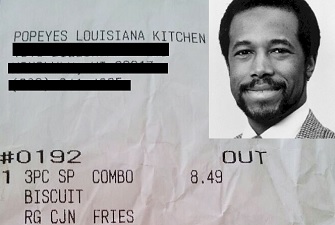 POPEYES LOUISIANA KITCHEN
#0192 OUT
1 3PC SP COMBO 8.49
BISCUIT
RG CJN FRIES